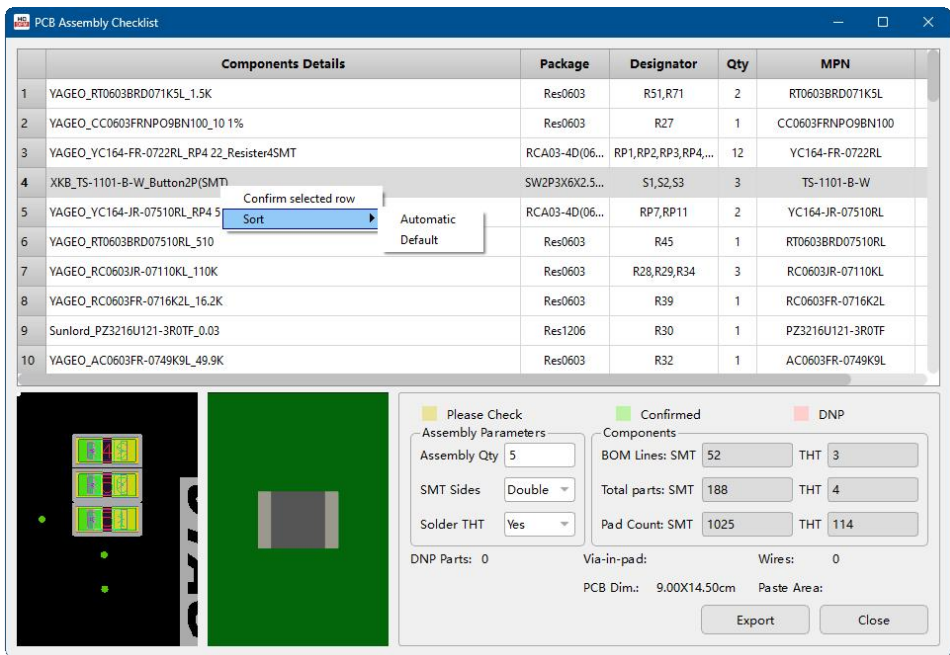 PCB Assembly Checklist
Components Details Package Designator Qty MPN
1 YAGEO_RT0603BRD071K5L_1.5K Res0603 R51,R71 2 RT0603BRD071K5L
2 YAGEO_CC0603FRNPO9BN100_10 1% Res0603 R27 1 CC0603FRNPO9BN100
3 YAGEO_YC164-FR-0722RL_RP4 22_Resister4SMT RCA03-4D(06... RP1,RP2,RP3,RP4,... 12 YC164-FR-0722RL
4 XKB_TS-1101-B-W_Button2P(SMT) SW2P3X6X2.5... S1,S2,S3 3 TS-1101-B-W
Confirm selected row
5 YAGEO_YC164-JR-07510RL_RP4 5 RCA03-4D(06... RP7,RP11 2 YC164-JR-07510RL
Sort Automatic
Default
6 YAGEO_RT0603BRD07510RL_510 Res0603 R45 1 RT0603BRD07510RL
7 YAGEO_RC0603JR-07110KL_110K Res0603 R28,R29,R34 3 RC0603JR-07110KL
8 YAGEO_RC0603FR-0716K2L_16.2K Res0603 R39 1 RC0603FR-0716K2L
9 Sunlord_PZ3216U121-3R0TF_0.03 Res1206 R30 1 PZ3216U121-3R0TF
10 YAGEO_AC0603FR-0749K9L_49.9K Res0603 R32 1 AC0603FR-0749K9L
Please Check Confirmed DNP
Assembly Parameters Components
Assembly Qty 5 BOM Lines: SMT 52 THT 3
SMT Sides Double Total parts: SMT 188 THT 4
Solder THT Yes Pad Count: SMT 1025 THT 114
DNP Parts: 0 Via-in-pad: Wires: 0
PCB Dim.: 9.00X14.50cm Paste Area:
Export Close